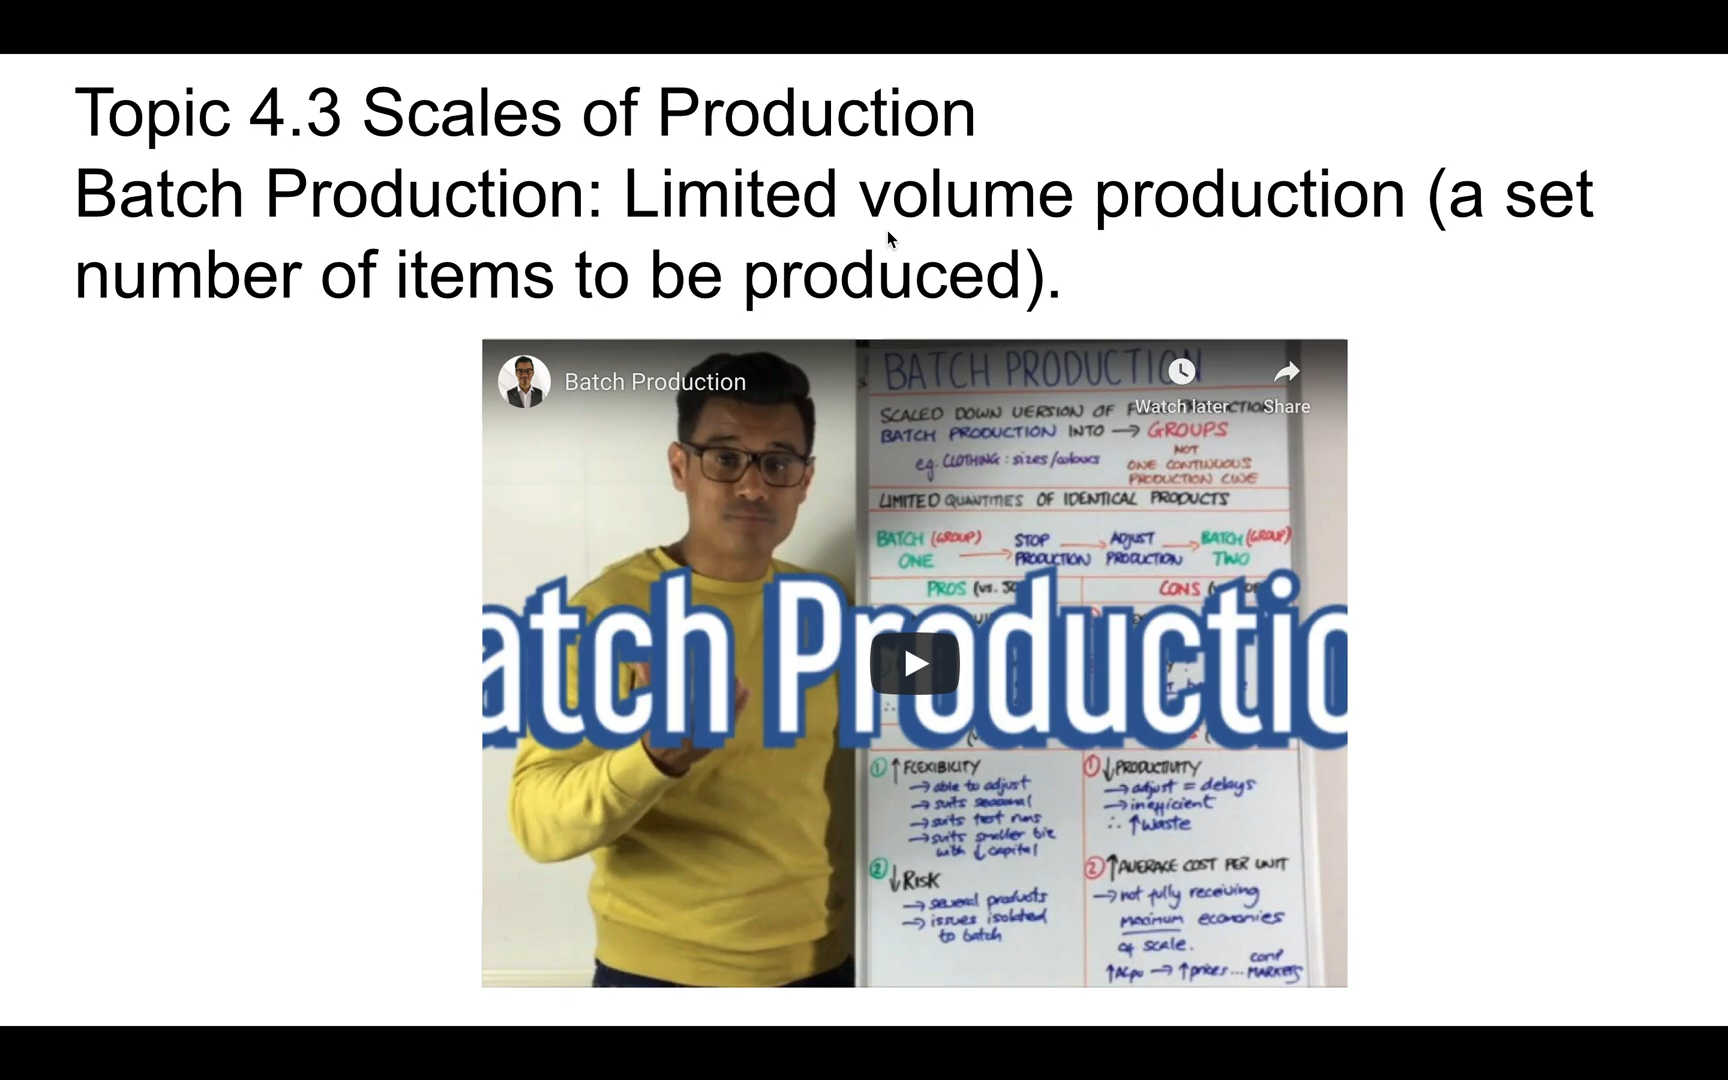 Topic 4.3 Scales of Production
Batch Production: Limited volume production (a set
number of items to be produced).
Batch Production
Watch later
Share
BATCH PRODUCTION
SCALED DOWN VERSION OF
BATCH PRODUCTION INTO → GROUPS
NOT
eg. CLOTHING: sizes/colours
ONE CONTINUOUS
PRODUCTION
LIMITED QUANTITIES OF IDENTICAL PRODUCTS
BATCH (GROUP) ONE → STOP PRODUCTION → ADJUST PRODUCTION → BATCH (GROUP) TWO
PROS (vs.
CONS
atch Productio
① ↑ FLEXIBILITY
→ able to adjust
→ suits seasonal
→ suits test runs
→ suits smaller biz
with ↓ capital
② ↓ RISK
→ several products
→ issues isolated
to batch
① ↓ PRODUCTIVITY
→ adjust = delays
→ inefficient
∴ ↑ waste
② ↑ AVERAGE COST PER UNIT
→ not fully receiving
maximum economies
of scale.
→ ↑ prices...
MARKETS